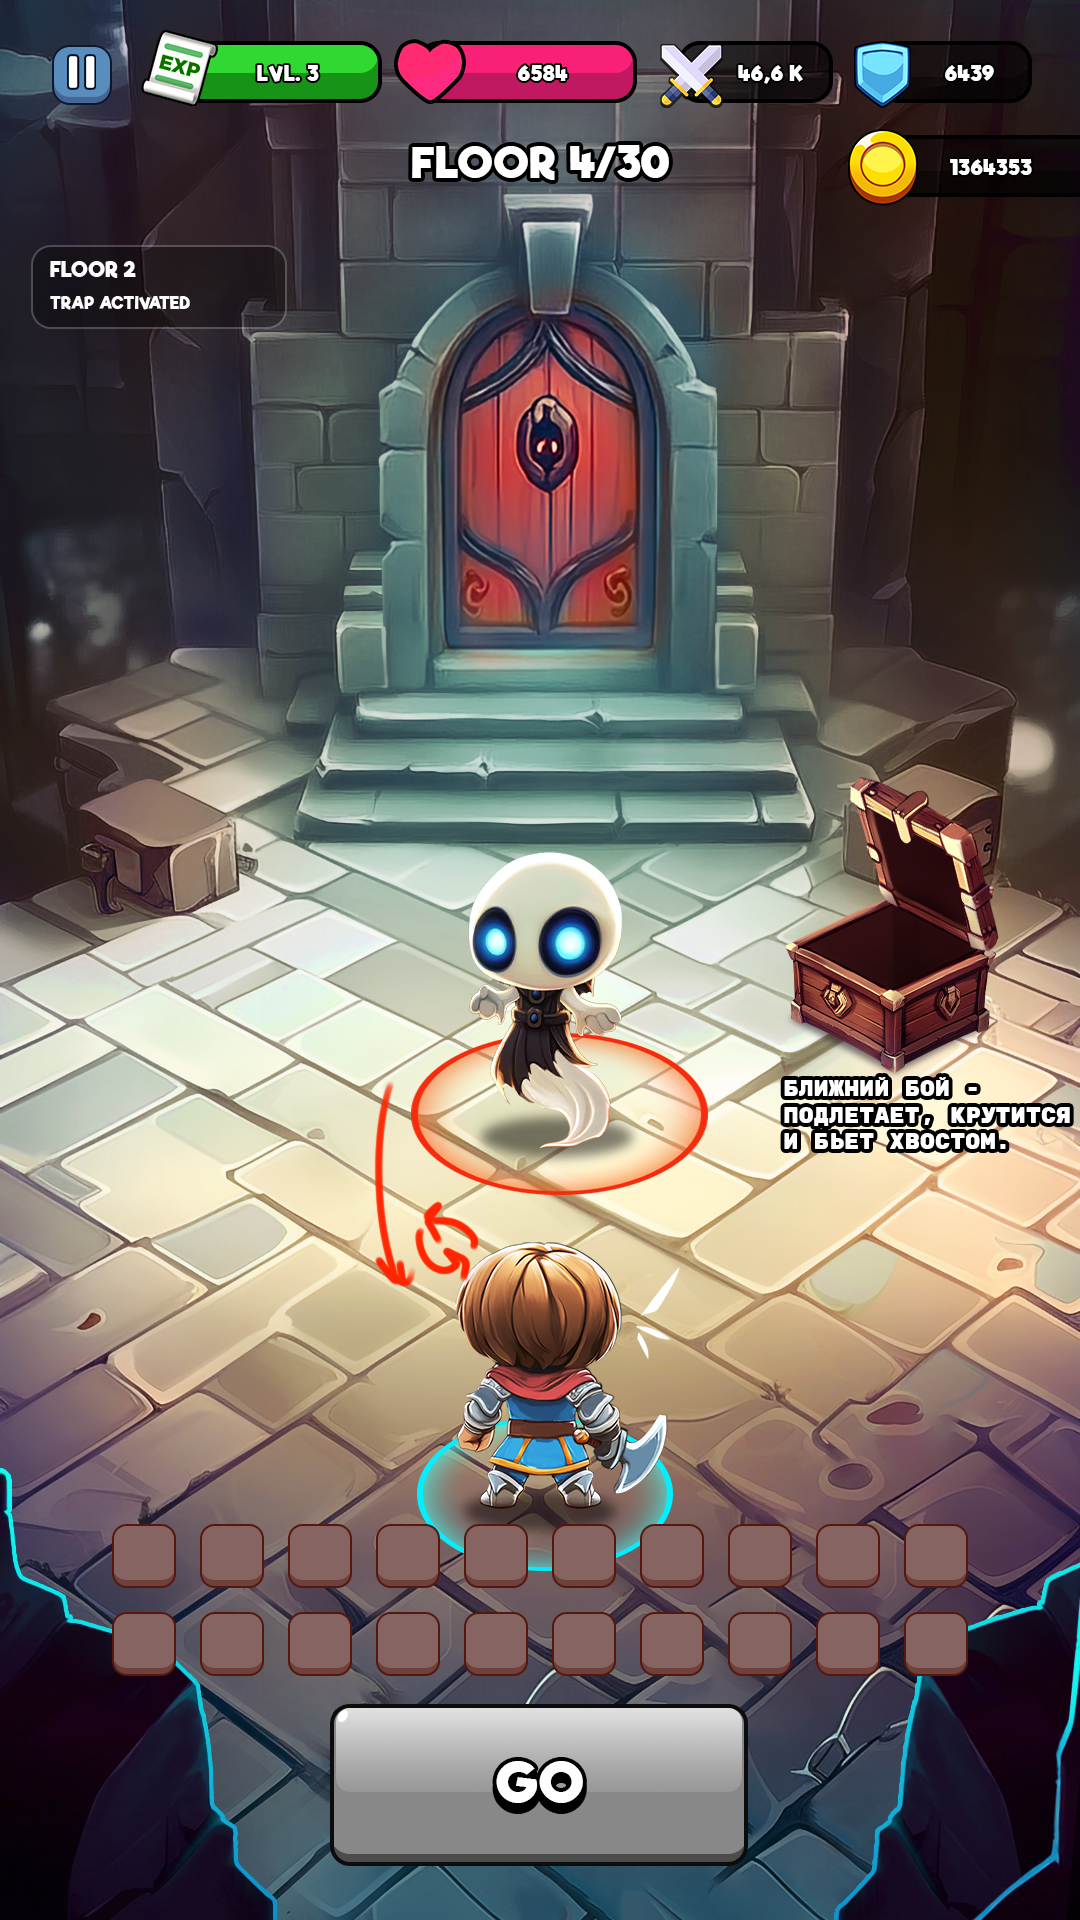 EXP
LVL. 3
6584
46,6 K
6439
FLOOR 4/30
1364353
FLOOR 2
TRAP ACTIVATED
БЛИЖНИЙ БОЙ -
ПОДЛЕТАЕТ, КРУТИТСЯ
И БЬЕТ ХВОСТОМ.
GO